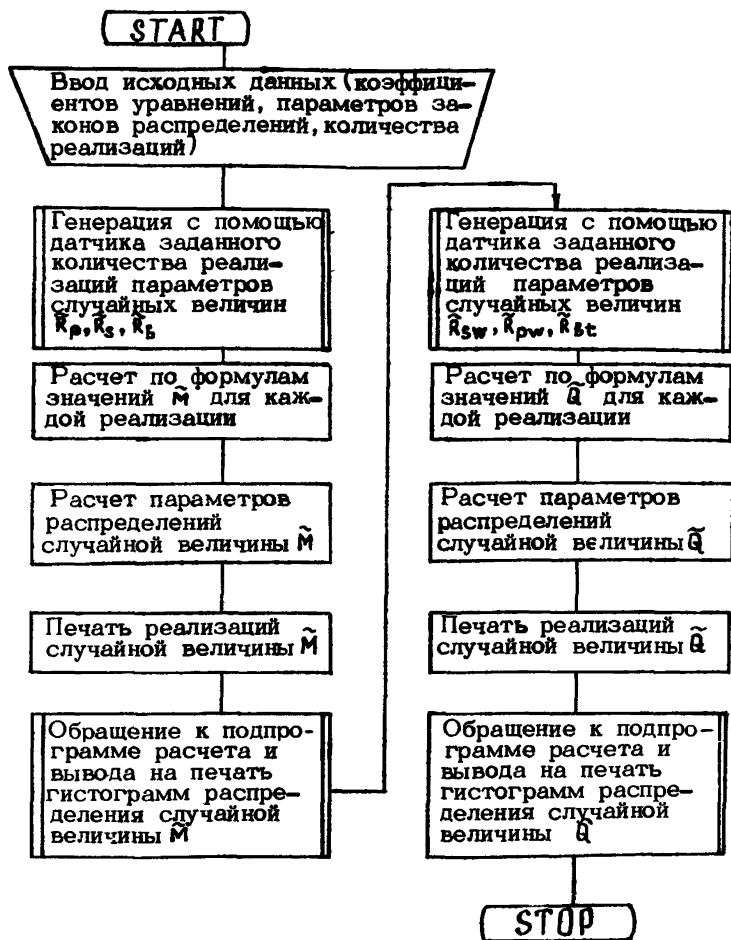 START
Ввод исходных данных (коэффици-
ентов уравнений, параметров за-
конов распределений, количества
реализаций)
Генерация с помощью
датчика заданного
количества реали-
заций параметров
случайных величин
R̃p, R̃s, R̃b
Расчет по формулам
значений M̃ для каж-
дой реализации
Расчет параметров
распределений
случайной величины M̃
Печать реализаций
случайной величины M̃
Обращение к подпро-
грамме расчета и
вывода на печать
гистограмм распре-
деления случайной
величины M̃
Генерация с помощью
датчика заданного
количества реализа-
ций параметров
случайных величин
R̃sw, R̃pw, R̃bt
Расчет по формулам
значений Q̃ для каж-
дой реализации
Расчет параметров
распределений
случайной величины Q̃
Печать реализаций
случайной величины Q̃
Обращение к подпро-
грамме расчета и
вывода на печать
гистограмм распре-
деления случайной
величины Q̃
STOP